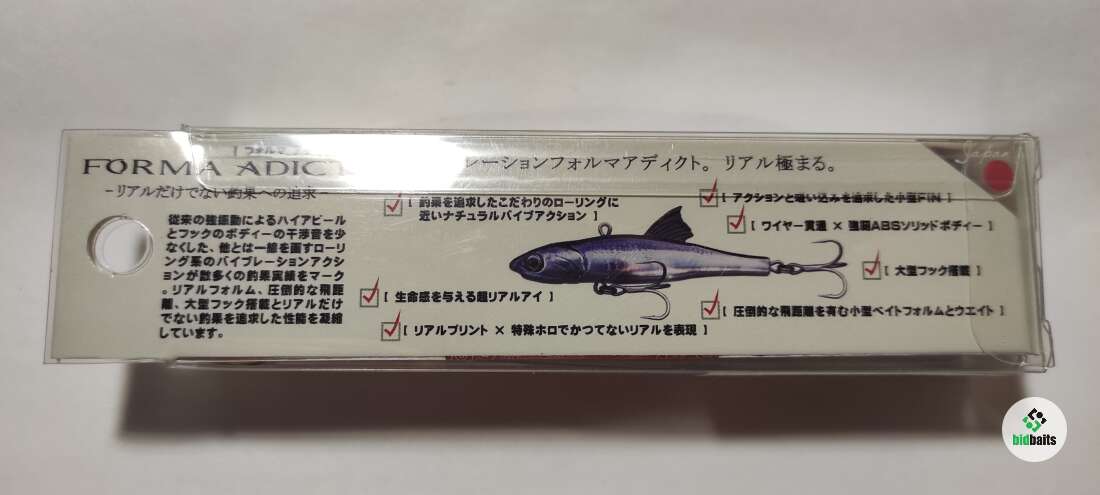 [ フォルマ
FORMA ADICT
レーションフォルマアディクト。リアル極まる。
Japan
−リアルだけでない釣果への追求−
従来の強振動によるハイアピール
とフックのボディーの干渉音を少
なくした、他とは一線を画すローリ
ング系のバイブレーションアクシ
ョンが数多くの釣果実績をマーク
。リアルフォルム、圧倒的な飛距
離、大型フック搭載とリアルだけ
でない釣果を追求した性能を凝縮
しています。
[ 釣果を追求したこだわりのローリングに
近いナチュラルバイブアクション ]
[ アクションと喰い込みを追求した小型FIN ]
[ ワイヤー貫通 × 強固ABSソリッドボディー ]
[ 大型フック搭載 ]
[ 生命感を与える超リアルアイ ]
[ リアルプリント × 特殊ホロでかつてないリアルを表現 ]
[ 圧倒的な飛距離を有む小型ベイトフォルムとウエイト ]
bidbaits